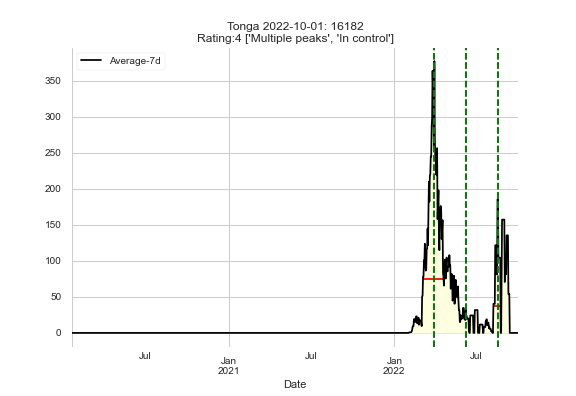 Tonga 2022-10-01: 16182
Rating:4 ['Multiple peaks', 'In control']
Average-7d
350
300
250
200
150
100
50
0
Jul
Jan
2021
Jul
Jan
2022
Jul
Date